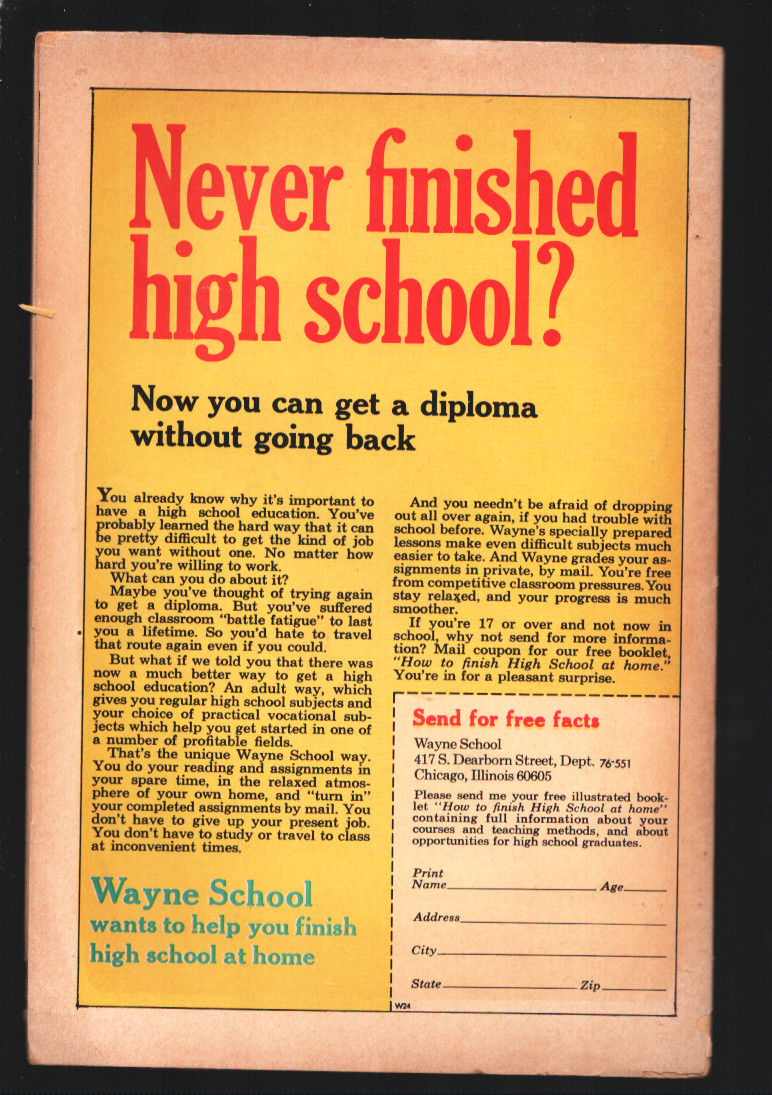 Never finished
high school?
Now you can get a diploma
without going back
You already know why it's important to
have a high school education. You've
probably learned the hard way that it can
be pretty difficult to get the kind of job
you want without one. No matter how
hard you're willing to work.
What can you do about it?
Maybe you've thought of trying again
to get a diploma. But you've suffered
enough classroom "battle fatigue" to last
you a lifetime. So you'd hate to travel
that route again even if you could.
But what if we told you that there was
now a much better way to get a high
school education? An adult way, which
gives you regular high school subjects and
your choice of practical vocational sub-
jects which help you get started in one of
a number of profitable fields.
That's the unique Wayne School way.
You do your reading and assignments in
your spare time, in the relaxed atmos-
phere of your own home, and "turn in"
your completed assignments by mail. You
don't have to give up your present job.
You don't have to study or travel to class
at inconvenient times.
Wayne School
wants to help you finish
high school at home
And you needn't be afraid of dropping
out all over again, if you had trouble with
school before. Wayne's specially prepared
lessons make even difficult subjects much
easier to take. And Wayne grades your as-
signments in private, by mail. You're free
from competitive classroom pressures. You
stay relaxed, and your progress is much
smoother.
If you're 17 or over and not now in
school, why not send for more informa-
tion? Mail coupon for our free booklet,
"How to finish High School at home."
You're in for a pleasant surprise.
Send for free facts
Wayne School
417 S. Dearborn Street, Dept. 76-551
Chicago, Illinois 60605
Please send me your free illustrated book-
let "How to finish High School at home"
containing full information about your
courses and teaching methods, and about
opportunities for high school graduates.
Print
Name Age
Address
City
State Zip
W24